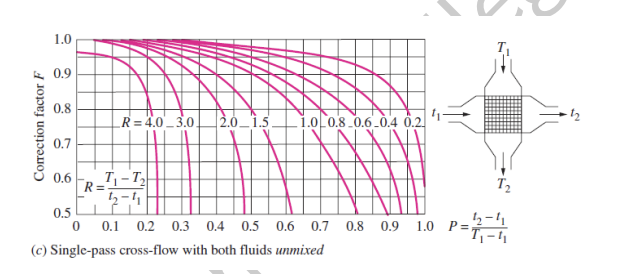 Correction factor F
1.0
0.9
0.8
0.7
0.6
0.5
R = 4.0 3.0 2.0 1.5 1.0 0.8 0.6 0.4 0.2
R = T₁ – T₂ / t₂ – t₁
0 0.1 0.2 0.3 0.4 0.5 0.6 0.7 0.8 0.9 1.0
T₁
t₁
t₂
T₂
P = t₂ – t₁ / T₁ – t₁
(c) Single-pass cross-flow with both fluids unmixed